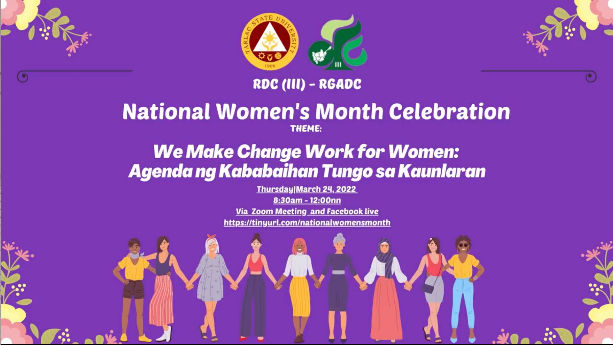 TARLAC STATE UNIVERSITY
1906
III
RDC (III) - RGADC
National Women's Month Celebration
THEME:
We Make Change Work for Women:
Agenda ng Kababaihan Tungo sa Kaunlaran
Thursday|March 24, 2022
8:30am - 12:00nn
Via Zoom Meeting and Facebook live
https://tinyurl.com/nationalwomensmonth